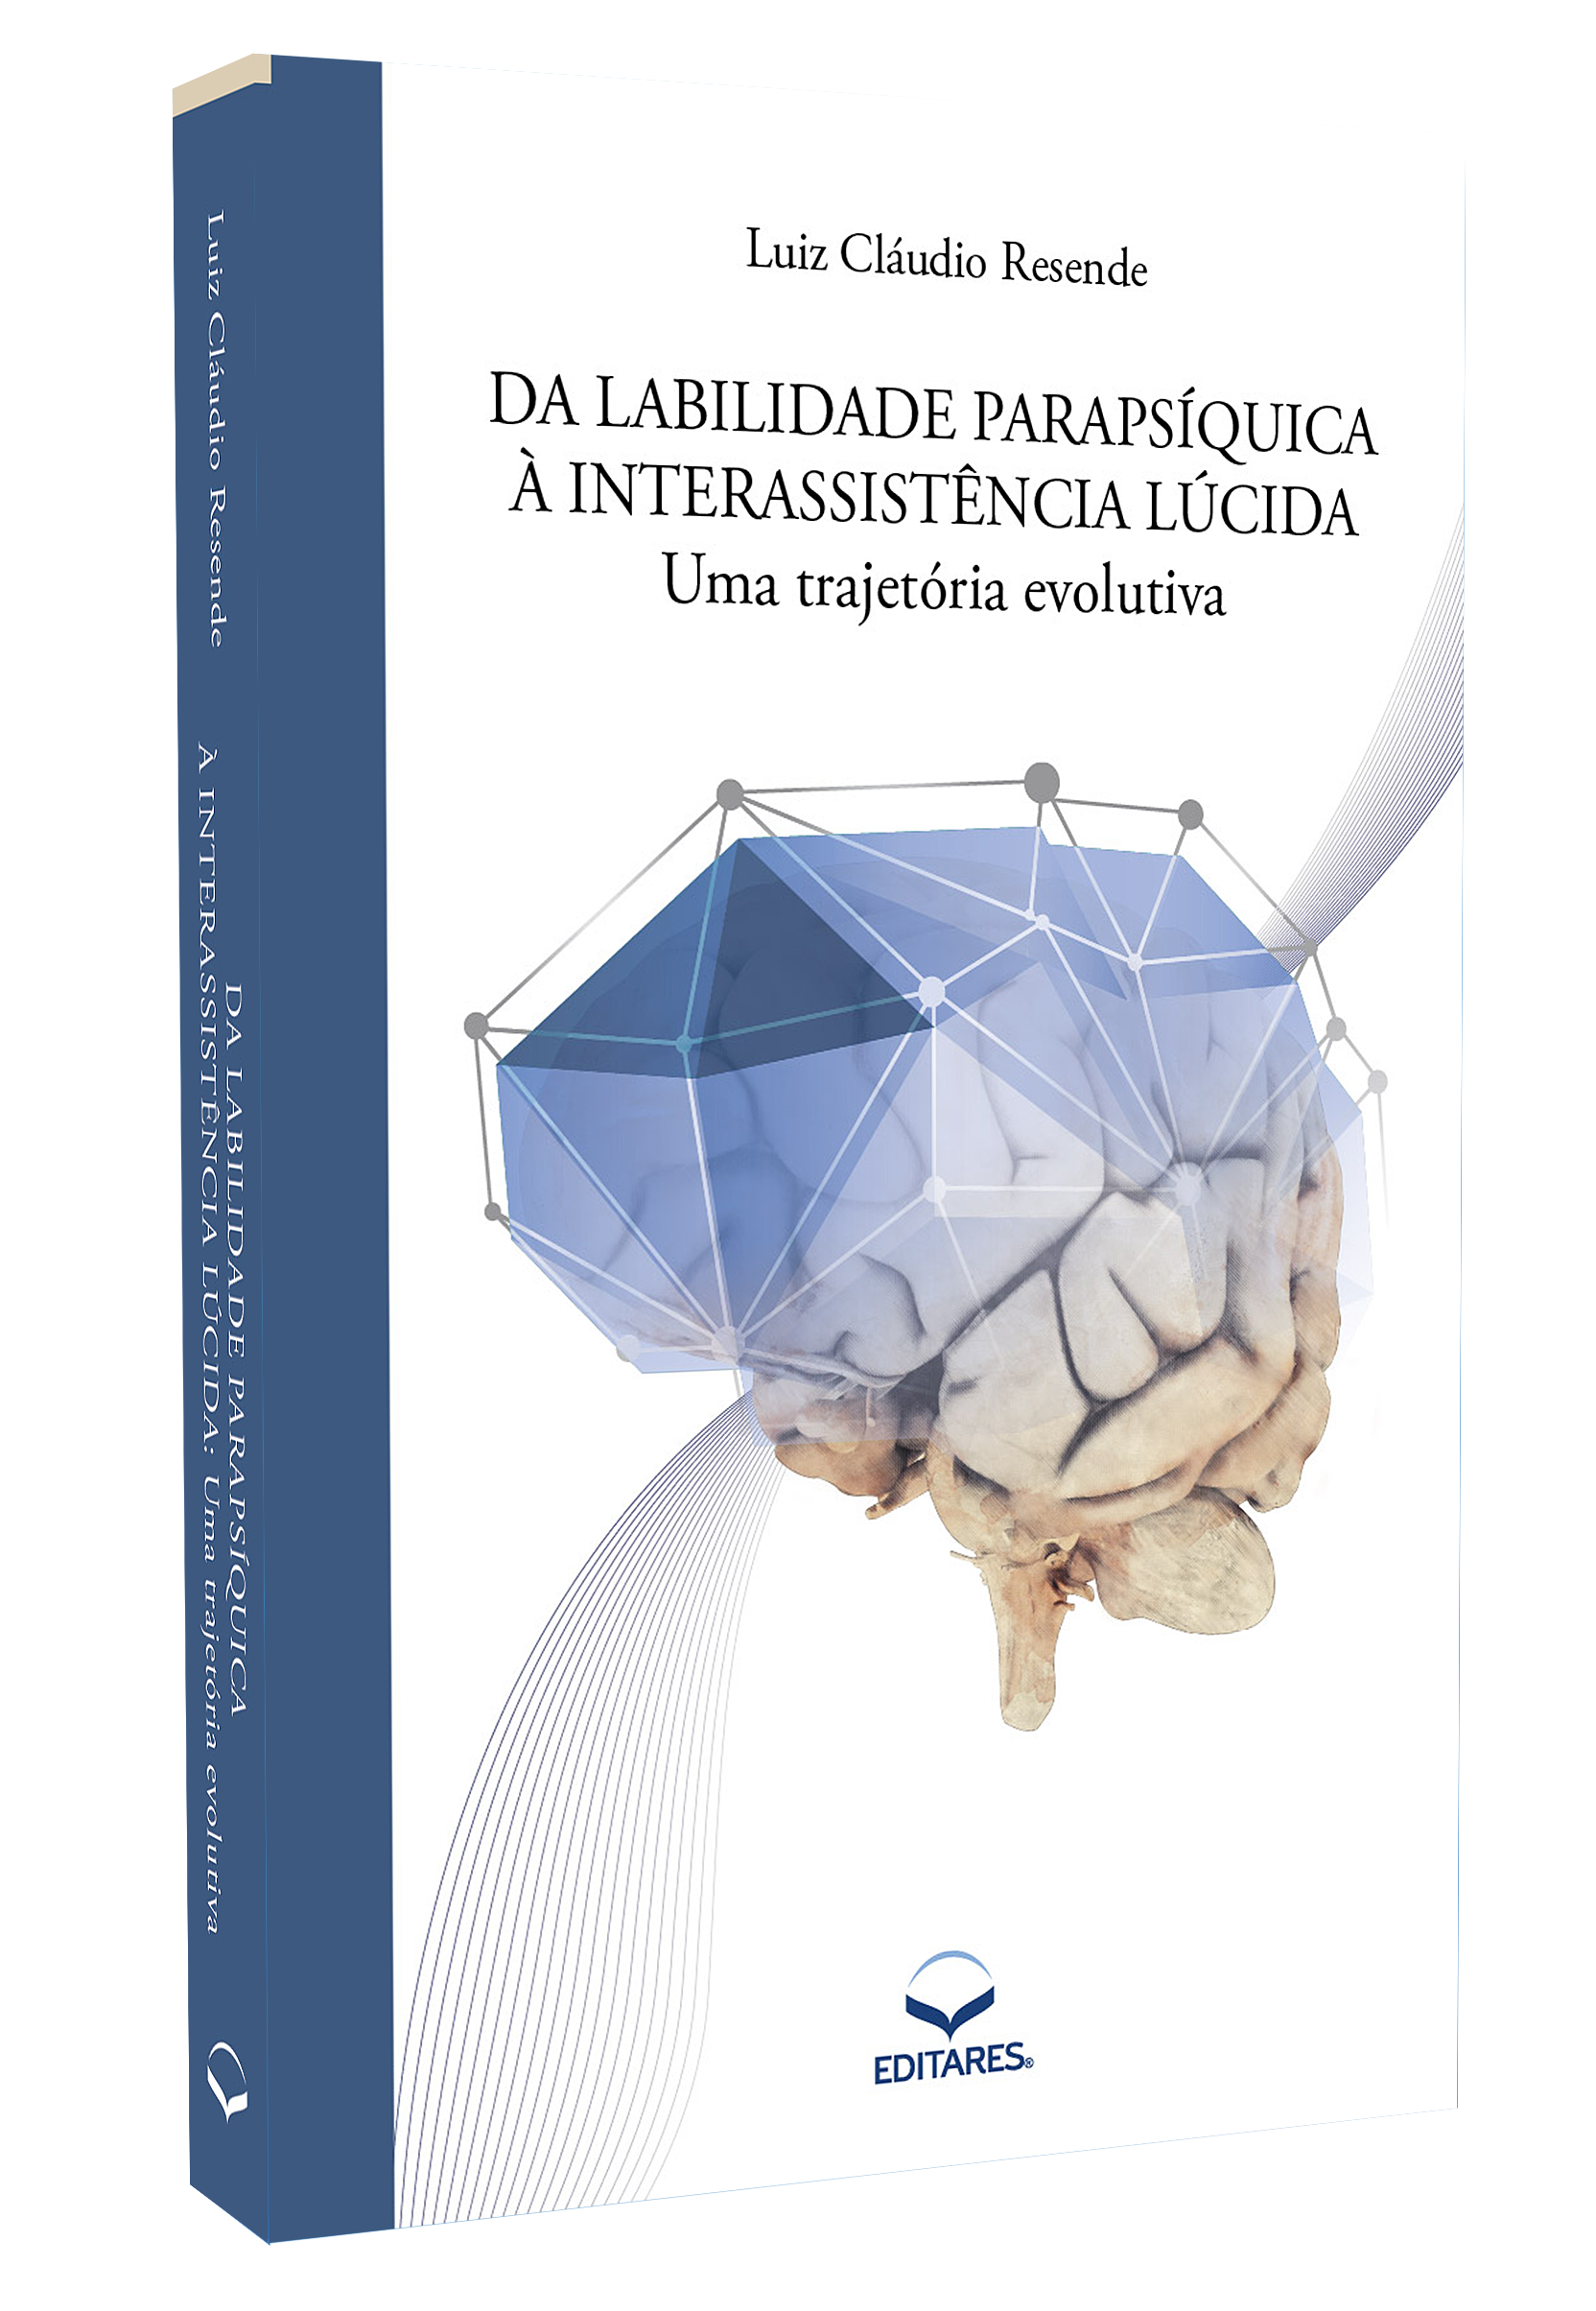 Luiz Cláudio Resende
DA LABILIDADE PARAPSÍQUICA
À INTERASSISTÊNCIA LÚCIDA
Uma trajetória evolutiva
EDITARES®
Luiz Cláudio Resende
DA LABILIDADE PARAPSÍQUICA
À INTERASSISTÊNCIA LÚCIDA: Uma trajetória evolutiva